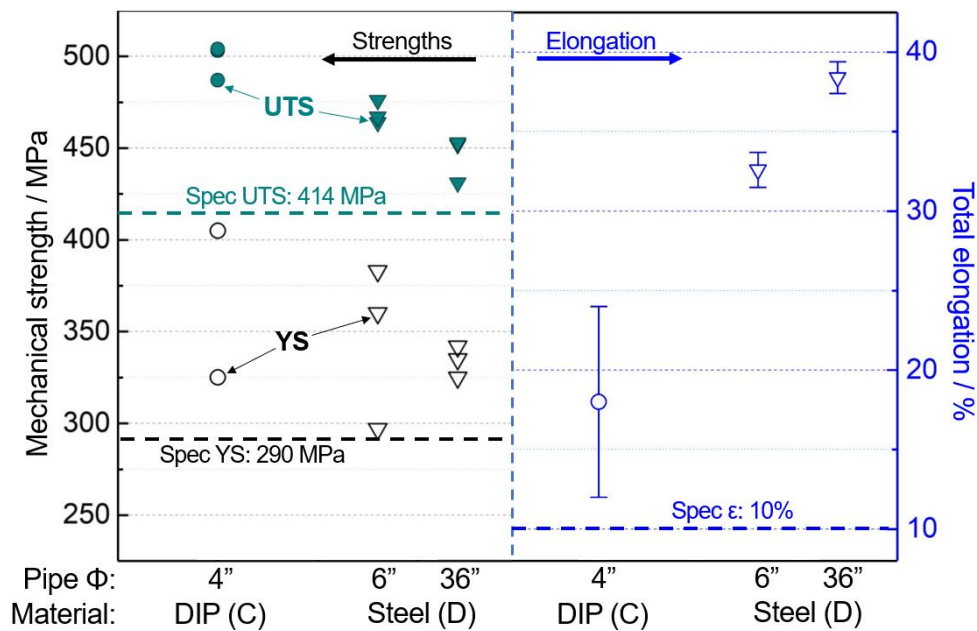 Mechanical strength / MPa
500
450
400
350
300
250
Strengths
UTS
Spec UTS: 414 MPa
YS
Spec YS: 290 MPa
Elongation
Spec ε: 10%
40
30
20
10
Total elongation / %
Pipe Φ: 4” 6” 36” 4” 6” 36”
Material: DIP (C) Steel (D) DIP (C) Steel (D)